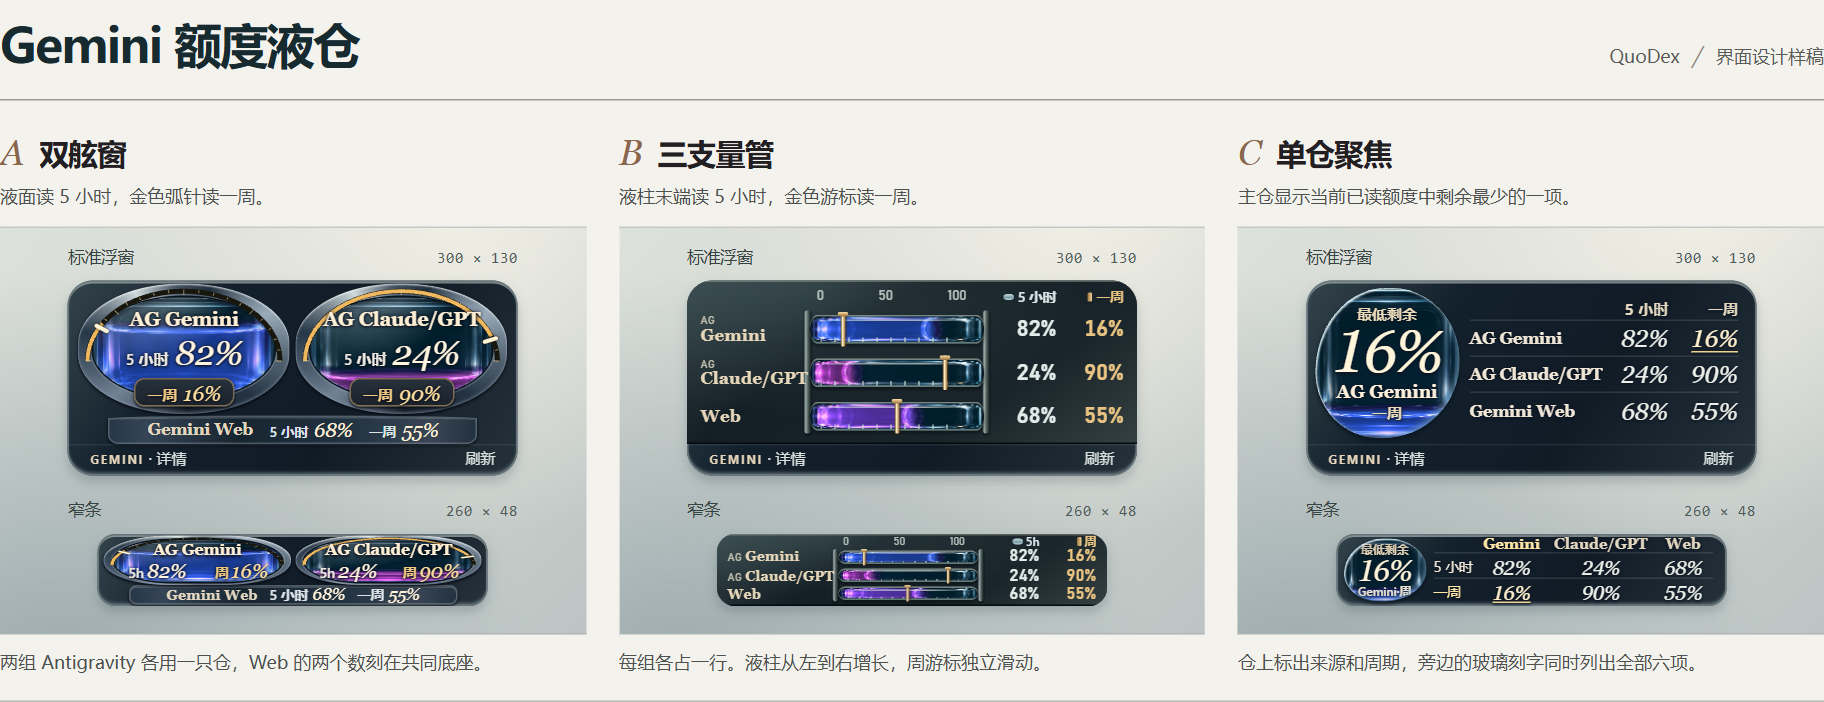 Gemini 额度液仓
QuoDex / 界面设计样稿
A 双舷窗
液面读 5 小时，金色弧针读一周。
标准浮窗 300 × 130
AG Gemini
5 小时 82%
一周 16%
AG Claude/GPT
5 小时 24%
一周 90%
Gemini Web 5 小时 68% 一周 55%
GEMINI · 详情 刷新
窄条 260 × 48
AG Gemini
5h 82% 周 16%
AG Claude/GPT
5h 24% 周 90%
Gemini Web 5 小时 68% 一周 55%
两组 Antigravity 各用一只仓，Web 的两个数刻在共同底座。
B 三支量管
液柱末端读 5 小时，金色游标读一周。
标准浮窗 300 × 130
0 50 100 5 小时 一周
AG
Gemini 82% 16%
AG
Claude/GPT 24% 90%
Web 68% 55%
GEMINI · 详情 刷新
窄条 260 × 48
0 50 100 5h 周
AG Gemini 82% 16%
AG Claude/GPT 24% 90%
Web 68% 55%
每组各占一行。液柱从左到右增长，周游标独立滑动。
C 单仓聚焦
主仓显示当前已读额度中剩余最少的一项。
标准浮窗 300 × 130
最低剩余
16%
AG Gemini
一周
5 小时 一周
AG Gemini 82% 16%
AG Claude/GPT 24% 90%
Gemini Web 68% 55%
GEMINI · 详情 刷新
窄条 260 × 48
最低剩余
16%
Gemini·周
Gemini Claude/GPT Web
5 小时 82% 24% 68%
一周 16% 90% 55%
仓上标出来源和周期，旁边的玻璃刻字同时列出全部六项。